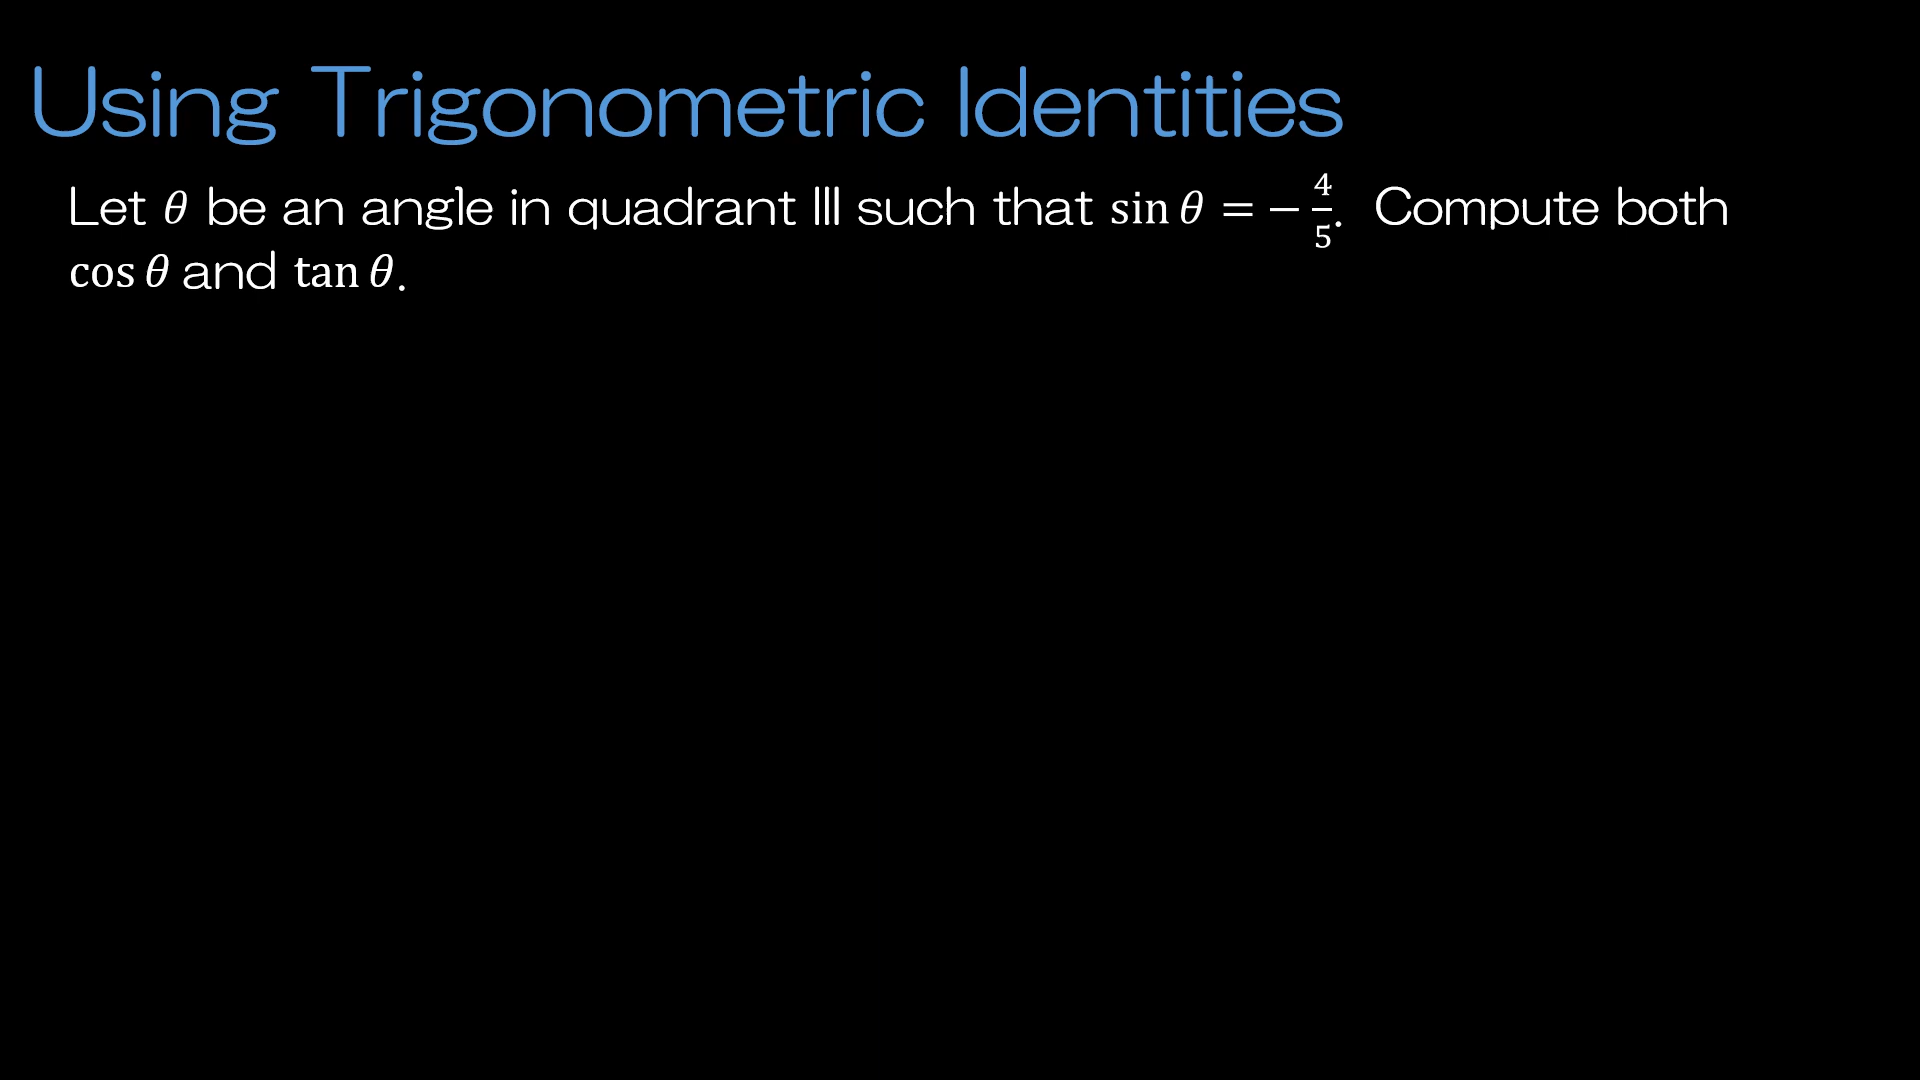 Using Trigonometric Identities
Let θ be an angle in quadrant III such that sin θ = −4/5. Compute both
cos θ and tan θ.